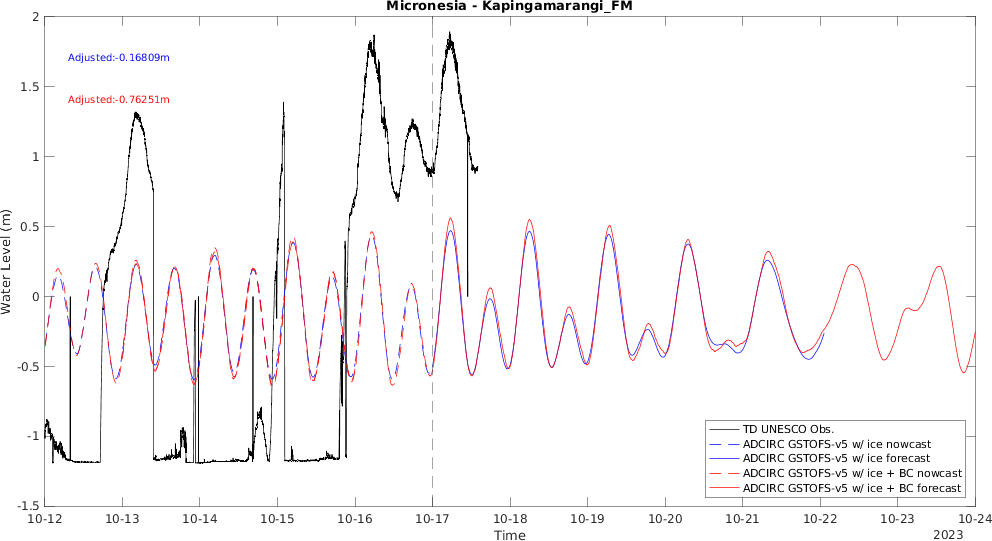 Micronesia - Kapingamarangi_FM
Adjusted:-0.16809m
Adjusted:-0.76251m
Water Level (m)
2
1.5
1
0.5
0
-0.5
-1
-1.5
TD UNESCO Obs.
ADCIRC GSTOFS-v5 w/ ice nowcast
ADCIRC GSTOFS-v5 w/ ice forecast
ADCIRC GSTOFS-v5 w/ ice + BC nowcast
ADCIRC GSTOFS-v5 w/ ice + BC forecast
10-12 10-13 10-14 10-15 10-16 10-17 10-18 10-19 10-20 10-21 10-22 10-23 10-24
Time
2023